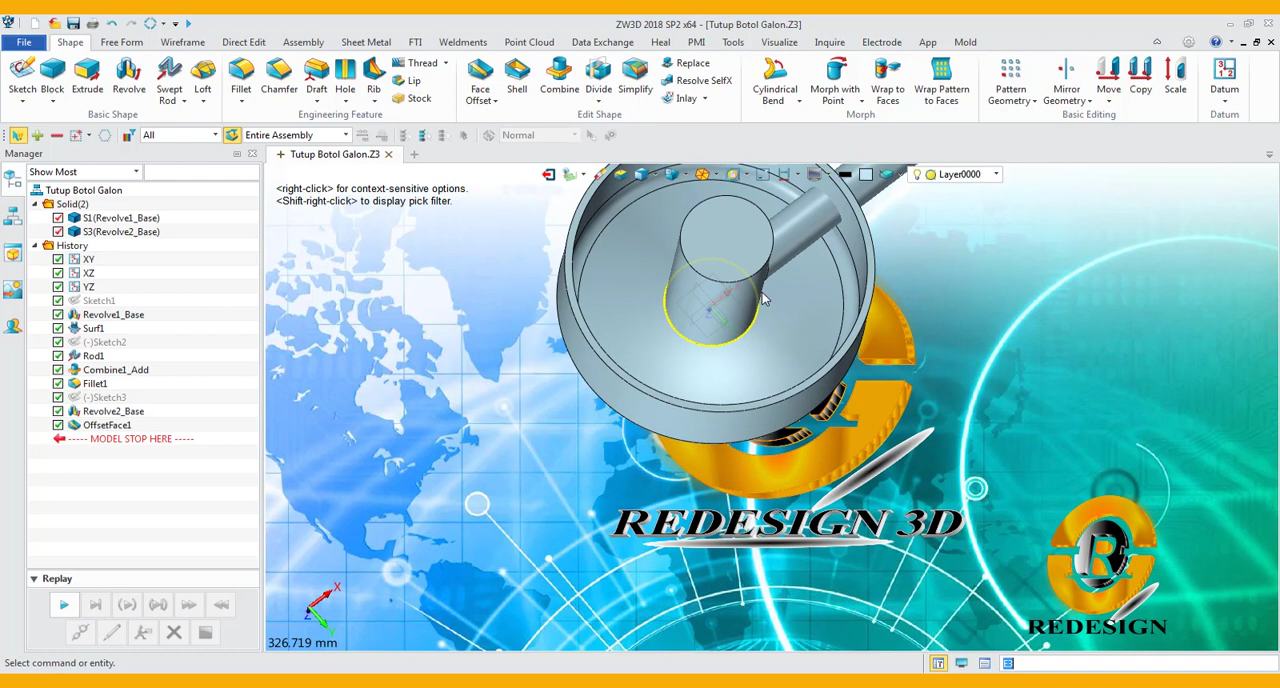 ZW3D 2018 SP2 x64 - [Tutup Botol Galon.Z3]
File Shape Free Form Wireframe Direct Edit Assembly Sheet Metal FTI Weldments Point Cloud Data Exchange Heal PMI Tools Visualize Inquire Electrode App Mold
Sketch Block Extrude Revolve Swept Rod Loft
Basic Shape
Fillet Chamfer Draft Hole Rib Thread Lip Stock
Engineering Feature
Face Offset Shell Combine Divide Simplify Replace Resolve SelfX Inlay
Edit Shape
Cylindrical Bend Morph with Point Wrap to Faces Wrap Pattern to Faces
Morph
Pattern Geometry Mirror Geometry Move Copy Scale
Basic Editing
Datum
Datum
All Entire Assembly Normal
Manager
Tutup Botol Galon.Z3
Show Most
Tutup Botol Galon
Solid(2)
S1(Revolve1_Base)
S3(Revolve2_Base)
History
XY
XZ
YZ
Sketch1
Revolve1_Base
Surf1
(-)Sketch2
Rod1
Combine1_Add
Fillet1
(-)Sketch3
Revolve2_Base
OffsetFace1
----- MODEL STOP HERE -----
Replay
<right-click> for context-sensitive options.
<Shift-right-click> to display pick filter.
Layer0000
REDESIGN 3D
R
REDESIGN
X
Y
Z
326.719 mm
Select command or entity.